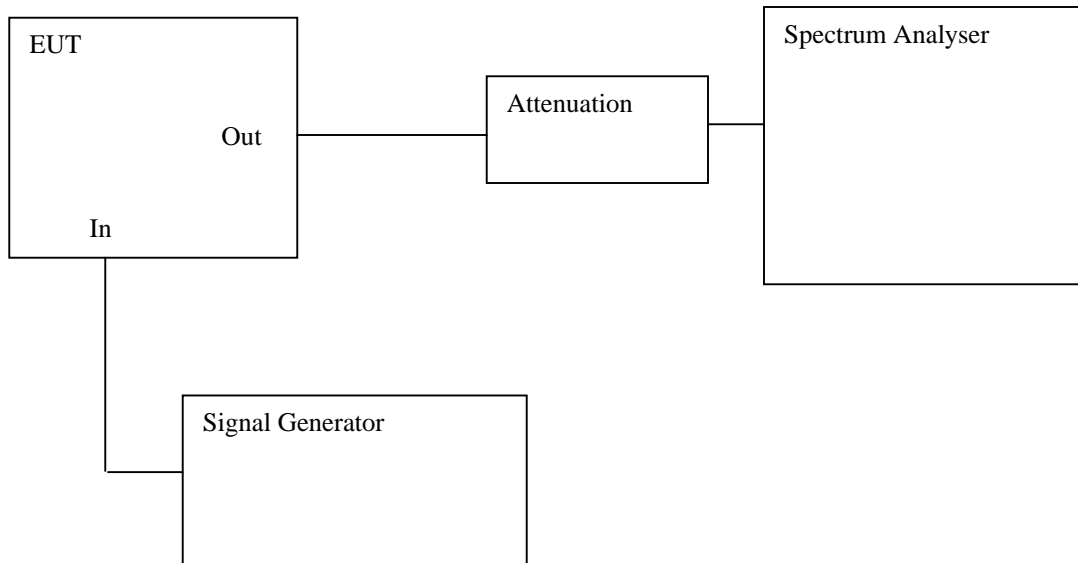 EUT
Spectrum Analyser
Attenuation
Out
In
Signal Generator